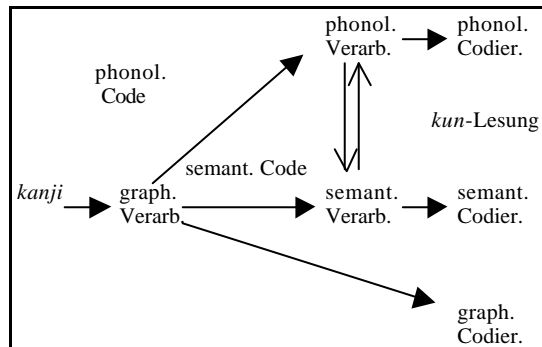 phonol. phonol.
Verarb. Codier.
phonol.
Code
kun-Lesung
semant. Code
kanji graph. semant. semant.
Verarb. Verarb. Codier.
graph.
Codier.